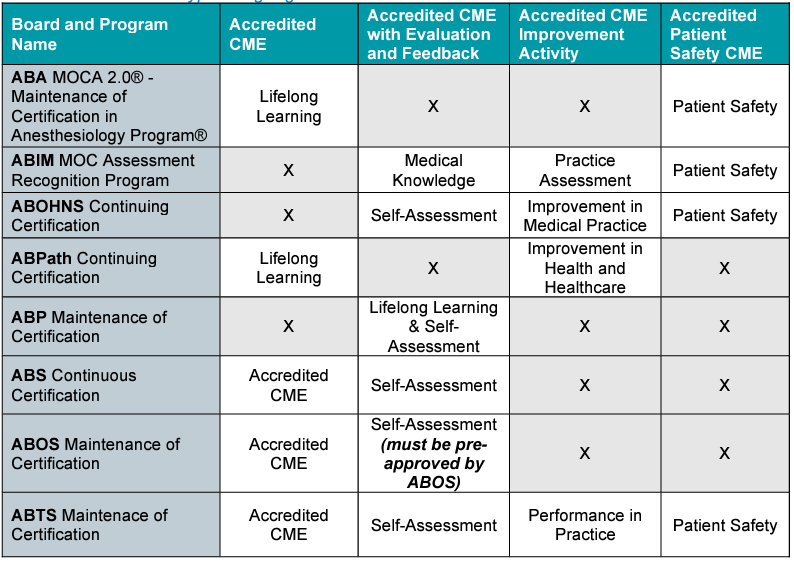 Board and Program Name | Accredited CME | Accredited CME with Evaluation and Feedback | Accredited CME Improvement Activity | Accredited Patient Safety CME
ABA MOCA 2.0® - Maintenance of Certification in Anesthesiology Program® | Lifelong Learning | X | X | Patient Safety
ABIM MOC Assessment Recognition Program | X | Medical Knowledge | Practice Assessment | Patient Safety
ABOHNS Continuing Certification | X | Self-Assessment | Improvement in Medical Practice | Patient Safety
ABPath Continuing Certification | Lifelong Learning | X | Improvement in Health and Healthcare | X
ABP Maintenance of Certification | X | Lifelong Learning & Self-Assessment | X | X
ABS Continuous Certification | Accredited CME | Self-Assessment | X | X
ABOS Maintenance of Certification | Accredited CME | Self-Assessment (must be pre-approved by ABOS) | X | X
ABTS Maintenace of Certification | Accredited CME | Self-Assessment | Performance in Practice | Patient Safety